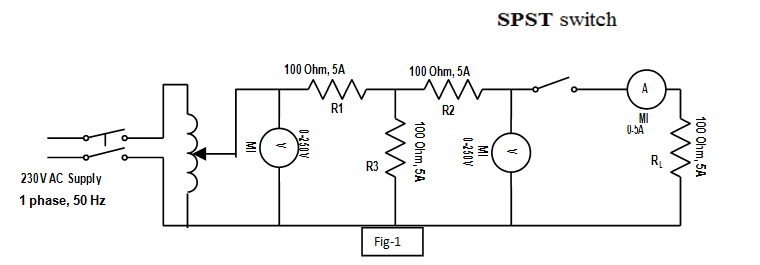 SPST switch
100 Ohm, 5A
100 Ohm, 5A
R1
R2
A
MI
0-5A
V
0-250V
MI
R3
100 Ohm, 5A
V
MI
0-250V
RL
100 Ohm, 5A
230V AC Supply
1 phase, 50 Hz
Fig-1